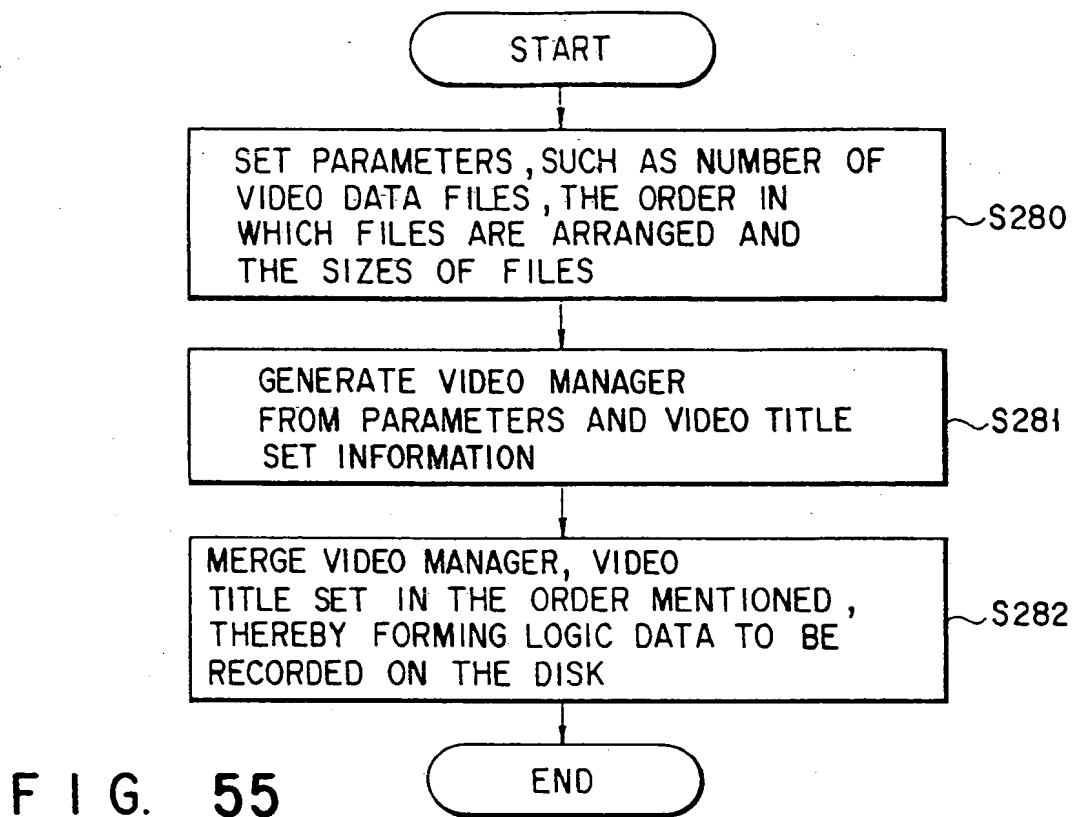 START
SET PARAMETERS, SUCH AS NUMBER OF
VIDEO DATA FILES, THE ORDER IN
WHICH FILES ARE ARRANGED AND
THE SIZES OF FILES
S280
GENERATE VIDEO MANAGER
FROM PARAMETERS AND VIDEO TITLE
SET INFORMATION
S281
MERGE VIDEO MANAGER, VIDEO
TITLE SET IN THE ORDER MENTIONED,
THEREBY FORMING LOGIC DATA TO BE
RECORDED ON THE DISK
S282
END
FIG. 55